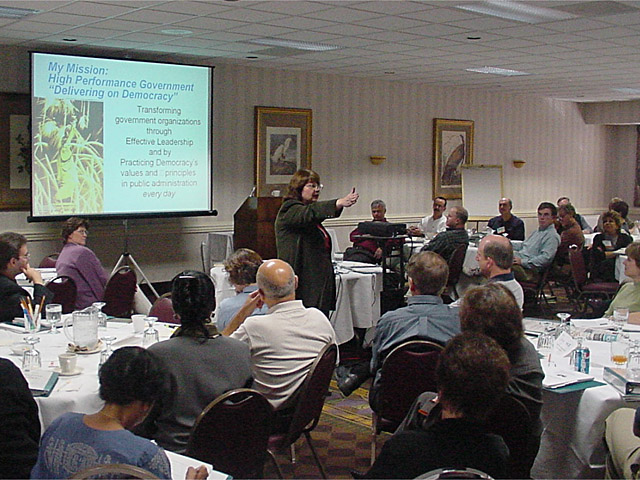 My Mission:
High Performance Government
"Delivering on Democracy"
Transforming
government organizations
through
Effective Leadership
and by
Practicing Democracy's
values and principles
in public administration
every day